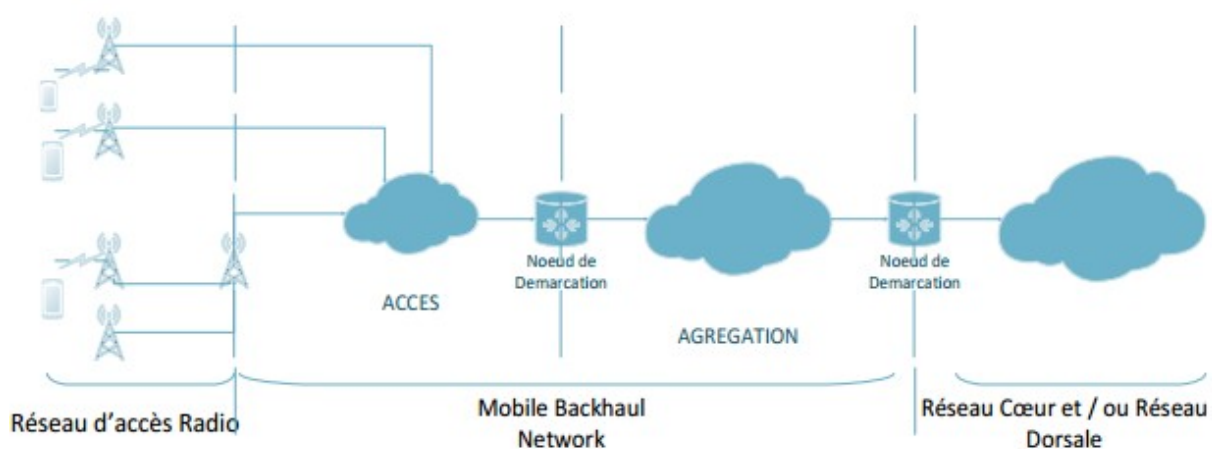 Noeud de
Demarcation
Noeud de
Demarcation
ACCES
AGREGATION
Réseau d’accès Radio
Mobile Backhaul
Network
Réseau Cœur et / ou Réseau
Dorsale